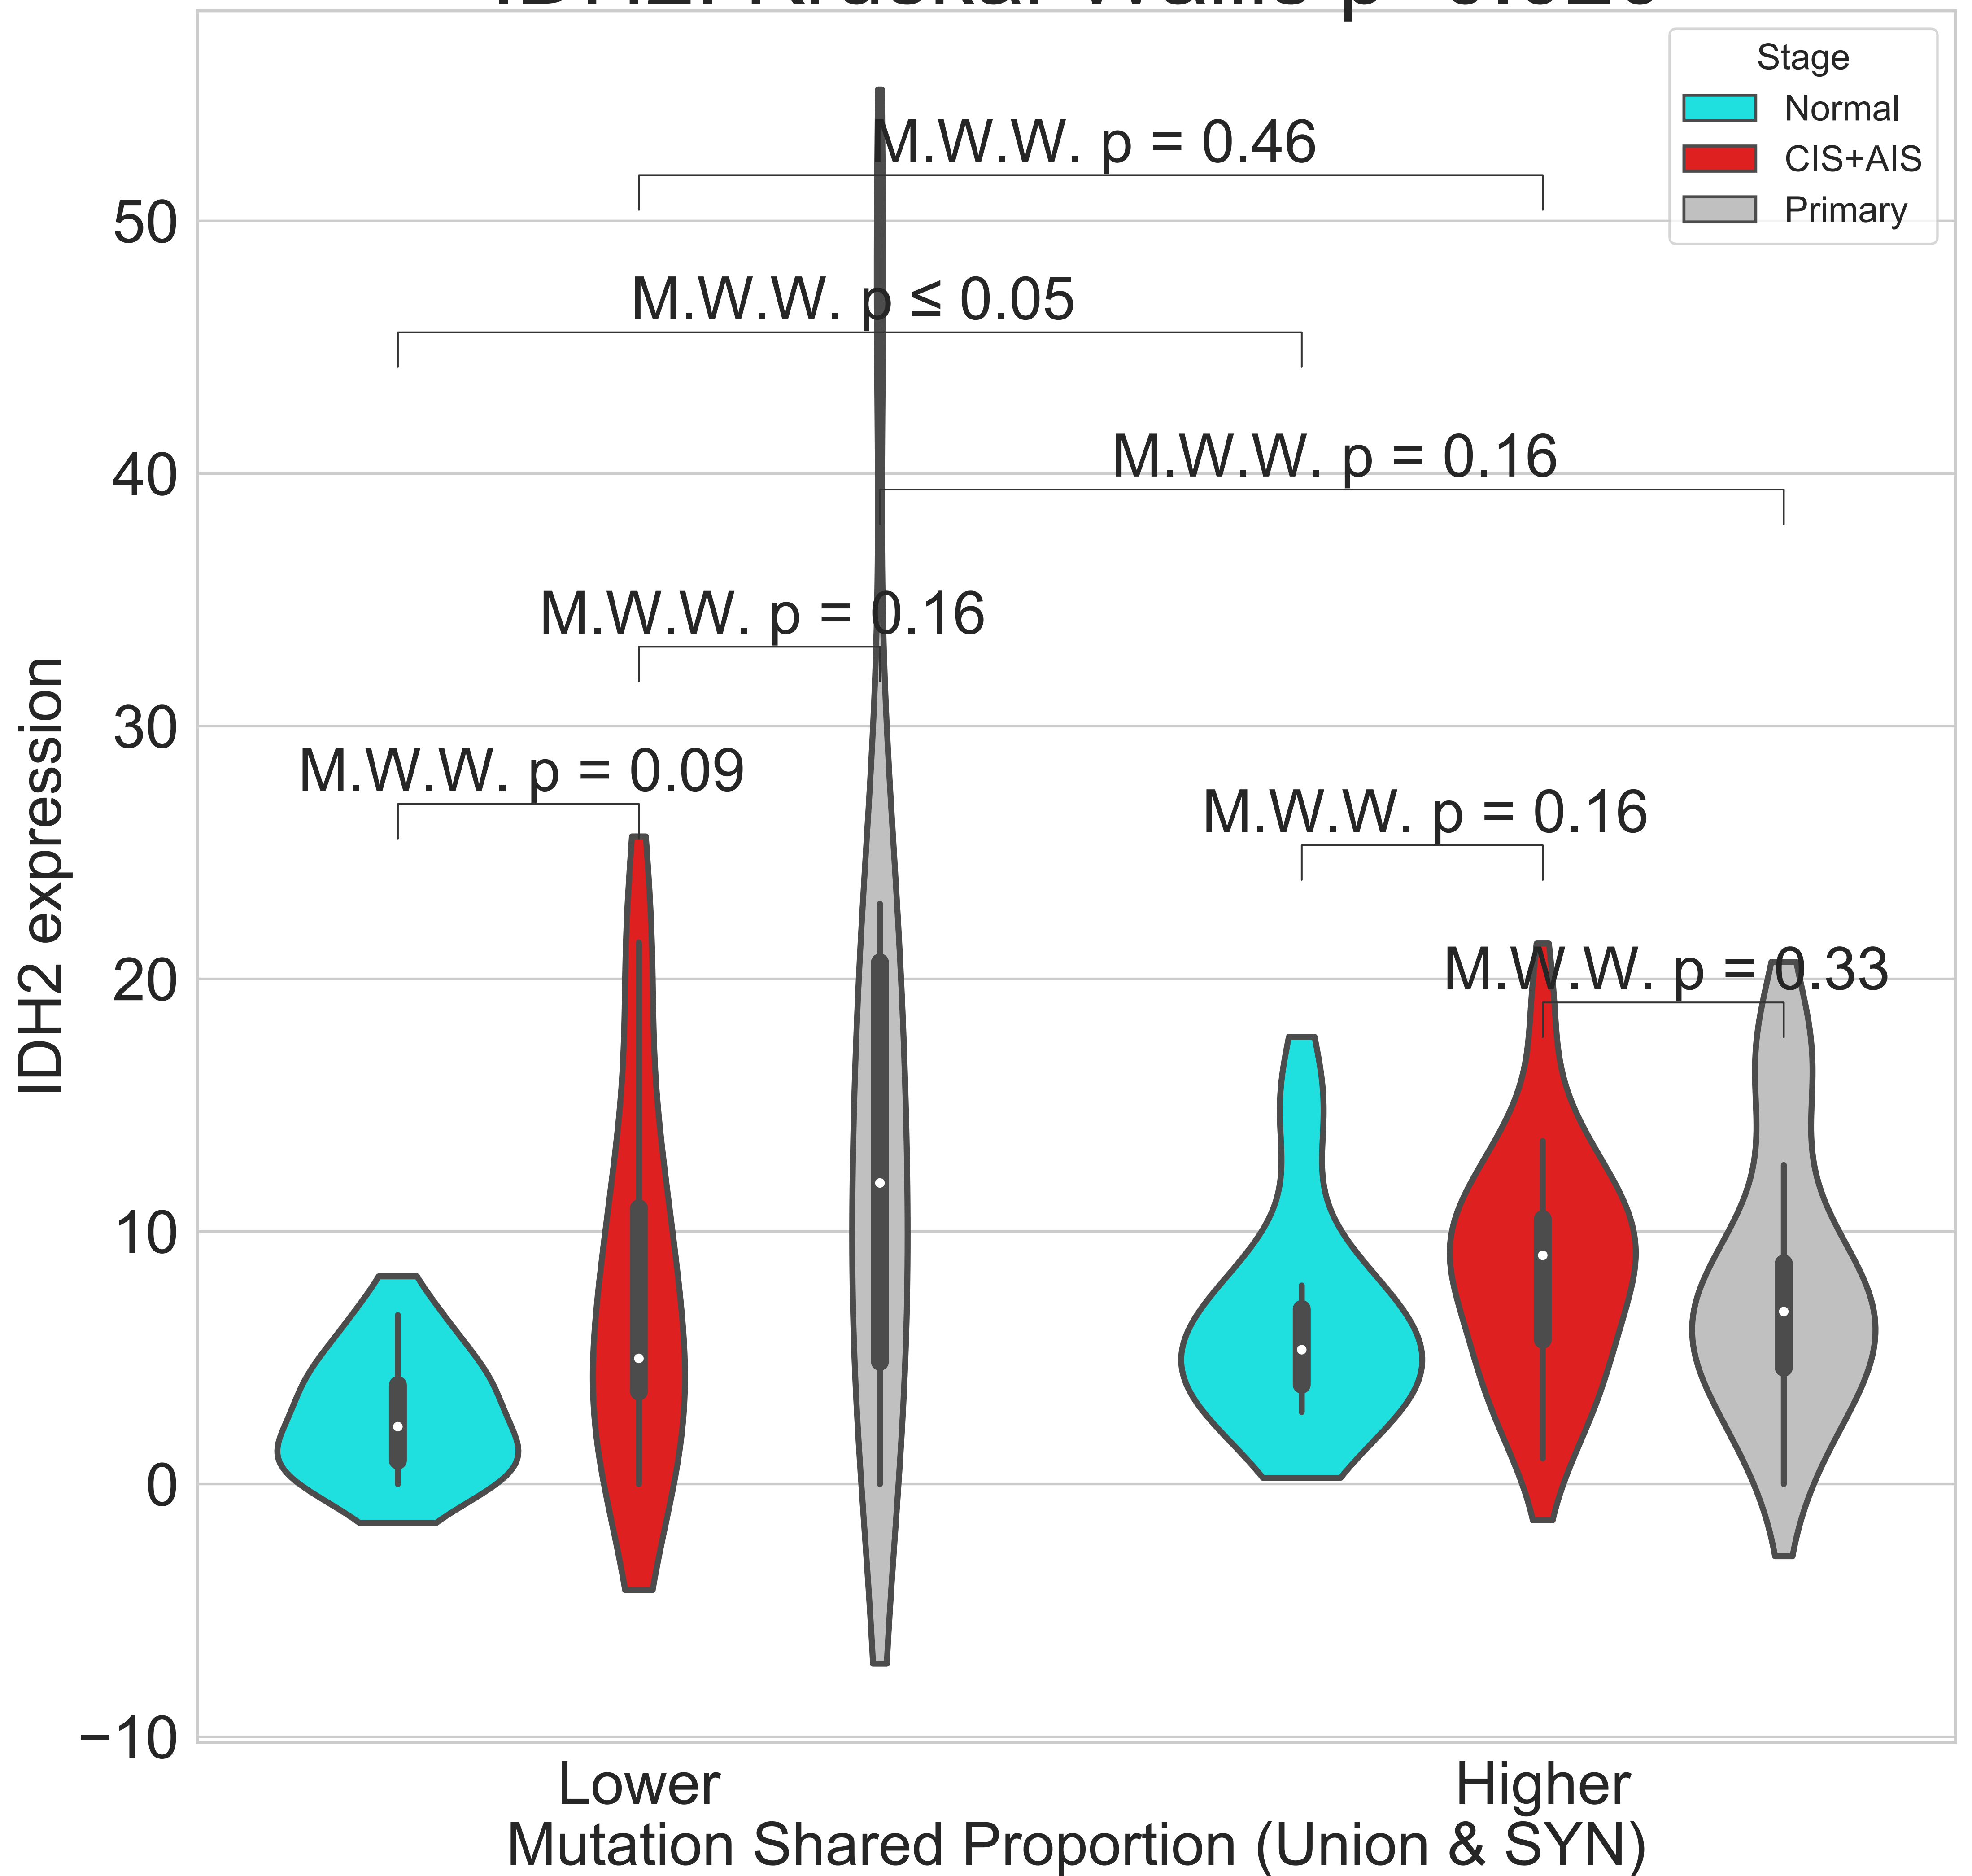 Stage
Normal
CIS+AIS
Primary
M.W.W. p = 0.46
M.W.W. p ≤ 0.05
M.W.W. p = 0.16
M.W.W. p = 0.16
M.W.W. p = 0.09
M.W.W. p = 0.16
M.W.W. p = 0.33
50
40
30
20
10
0
−10
IDH2 expression
Lower
Higher
Mutation Shared Proportion (Union & SYN)